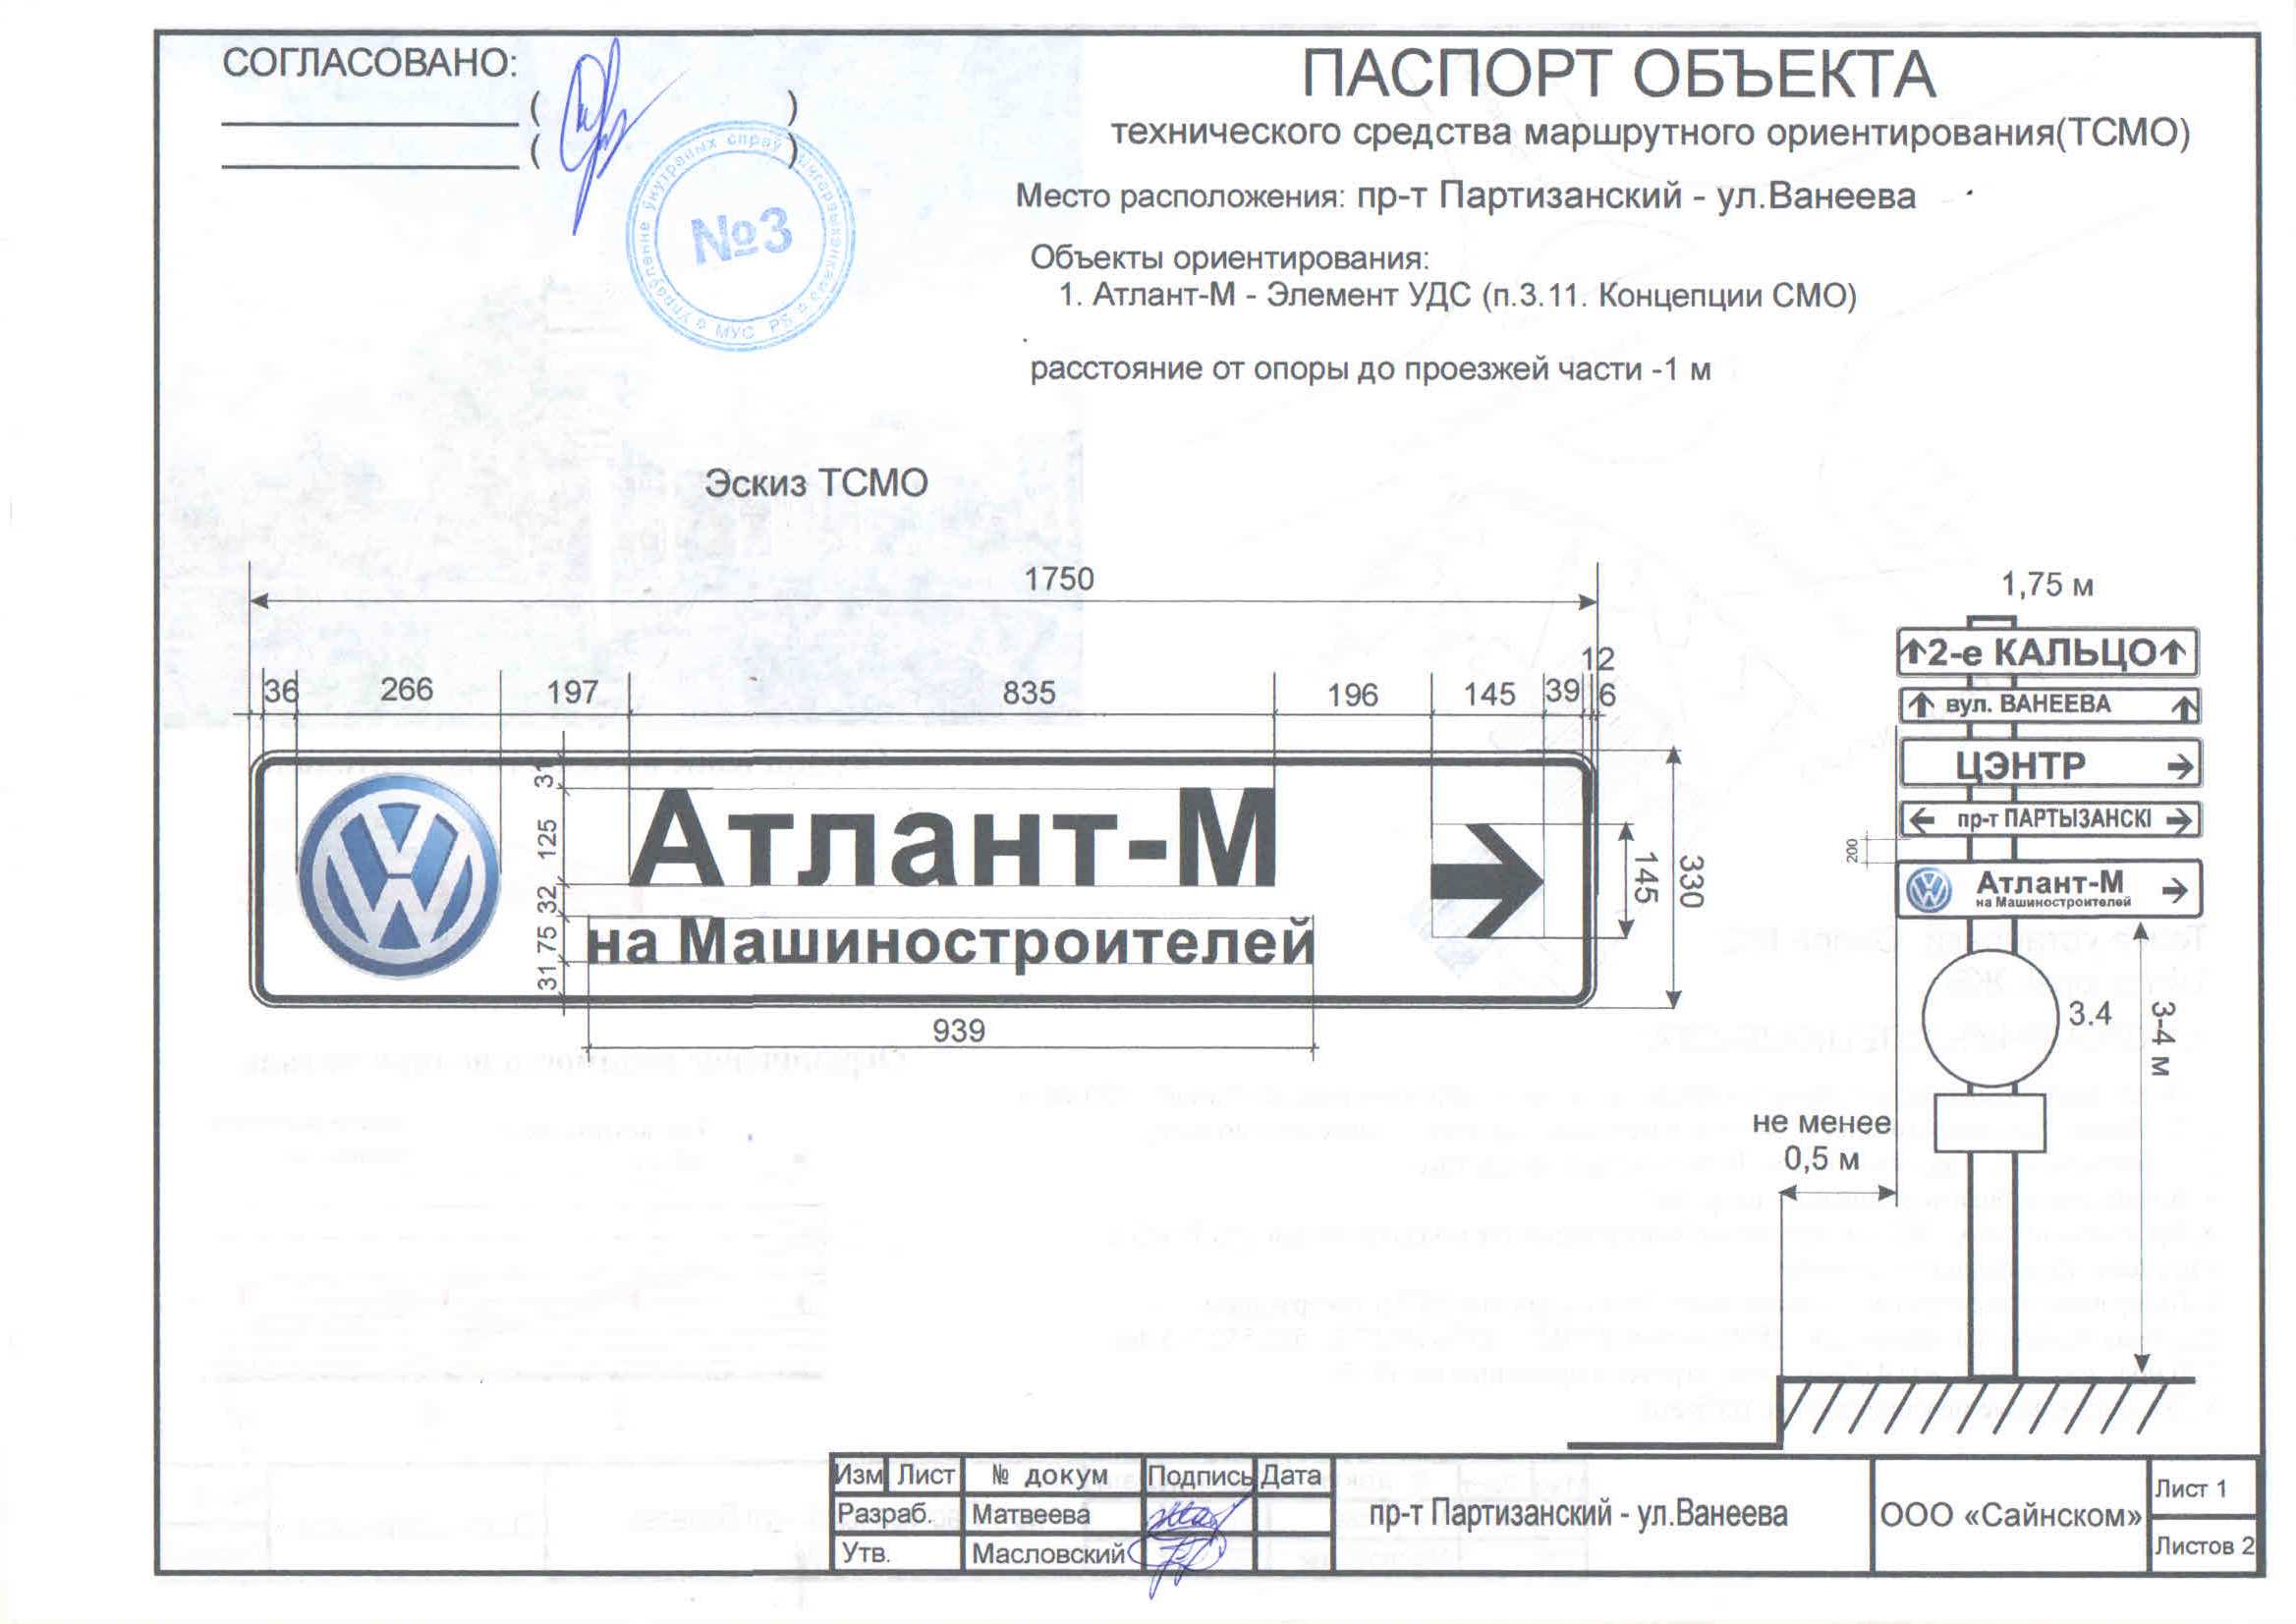 СОГЛАСОВАНО:
( )
( )
№3
МУС РБ
ПАСПОРТ ОБЪЕКТА
технического средства маршрутного ориентирования(ТСМО)
Место расположения: пр-т Партизанский - ул.Ванеева
Объекты ориентирования:
1. Атлант-М - Элемент УДС (п.3.11. Концепции СМО)
расстояние от опоры до проезжей части -1 м
Эскиз ТСМО
1750
36 266 197 835 196 145 39 12 6
31 125 32 75 31
Атлант-М
на Машиностроителей
939
145
330
1,75 м
2-е КАЛЬЦО
вул. ВАНЕЕВА
ЦЭНТР
пр-т ПАРТЫЗАНСКІ
200
Атлант-М
на Машиностроителей
3.4
3-4 м
не менее
0,5 м
Изм Лист № докум Подпись Дата
Разраб. Матвеева
Утв. Масловский
пр-т Партизанский - ул.Ванеева
ООО «Сайнском»
Лист 1
Листов 2